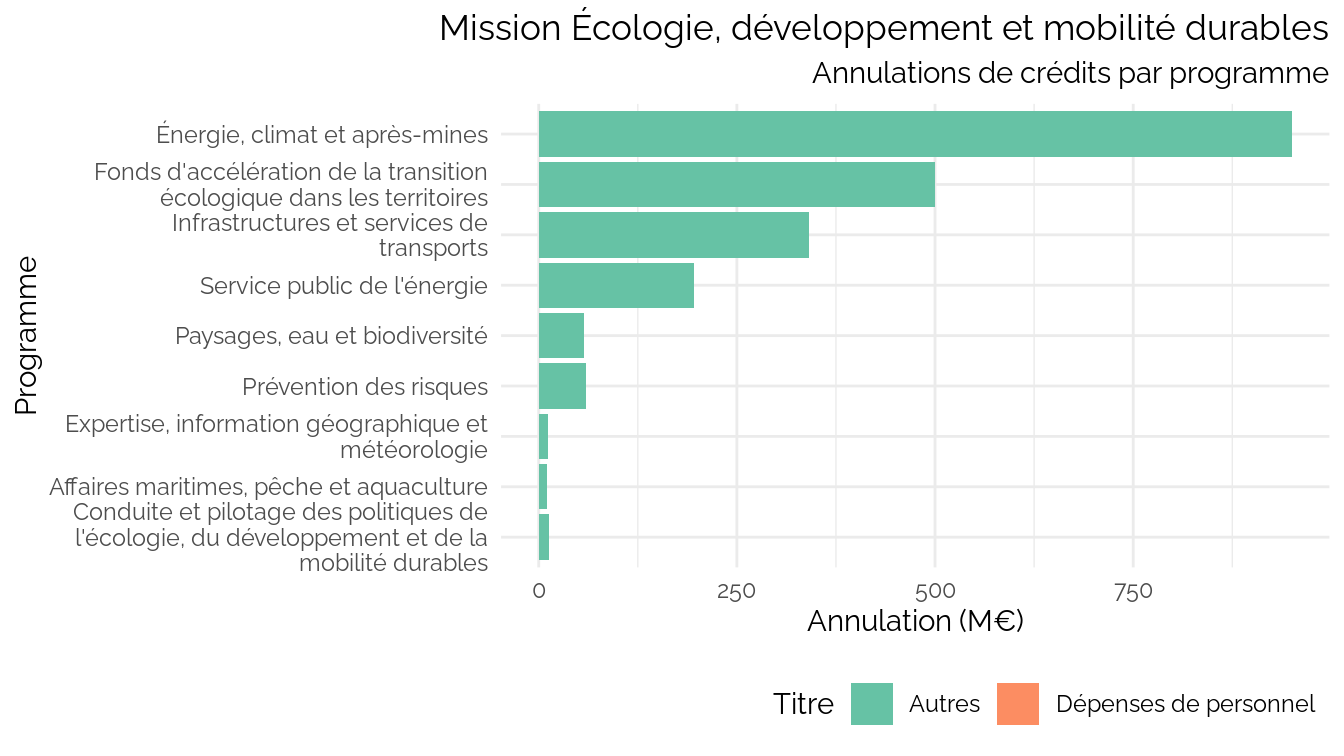 Mission Écologie, développement et mobilité durables
Annulations de crédits par programme
Programme
Énergie, climat et après-mines
Fonds d'accélération de la transition
écologique dans les territoires
Infrastructures et services de
transports
Service public de l'énergie
Paysages, eau et biodiversité
Prévention des risques
Expertise, information géographique et
météorologie
Affaires maritimes, pêche et aquaculture
Conduite et pilotage des politiques de
l'écologie, du développement et de la
mobilité durables
0 250 500 750
Annulation (M€)
Titre Autres Dépenses de personnel